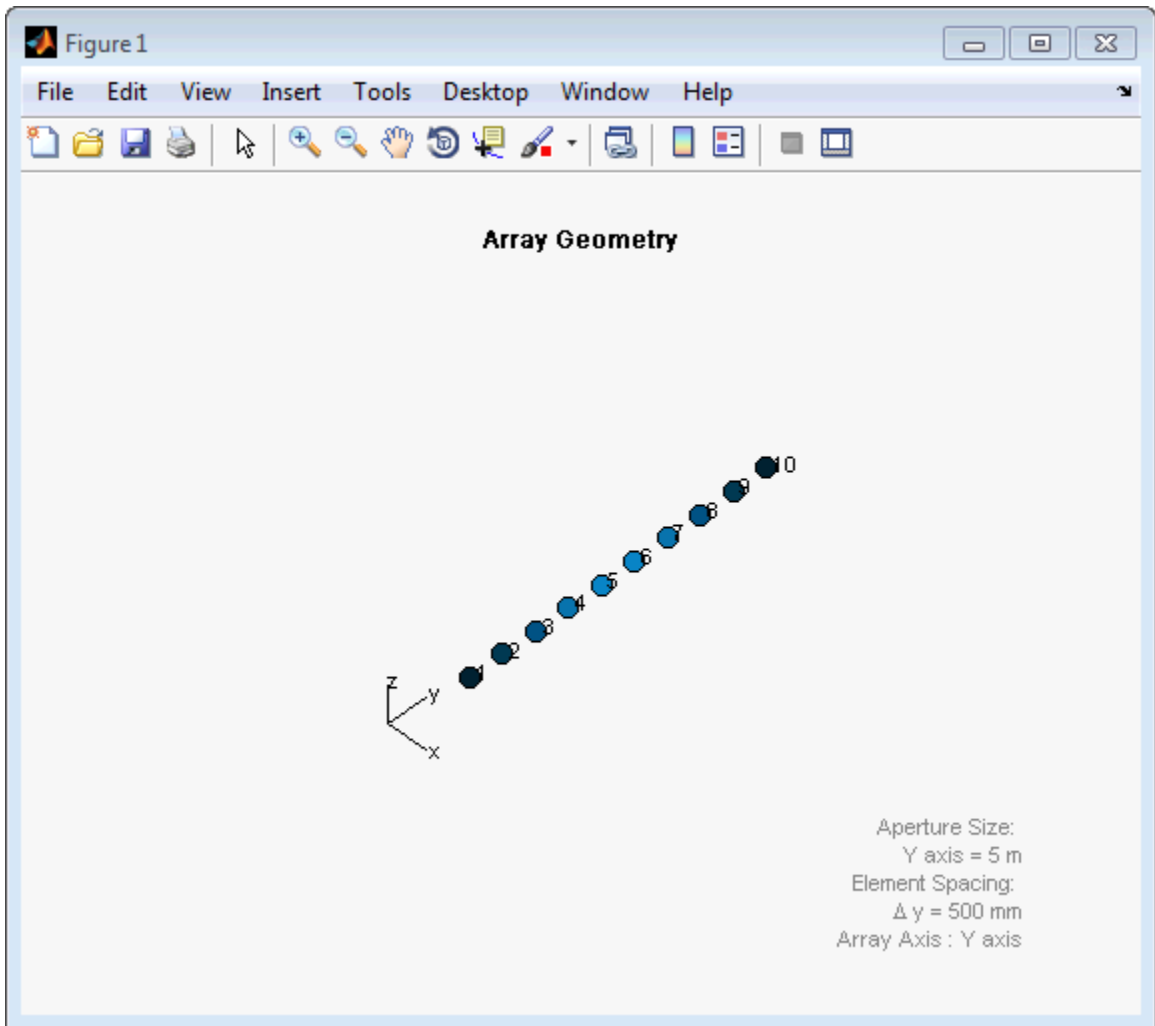 Figure 1
File Edit View Insert Tools Desktop Window Help
Array Geometry
10
9
8
7
6
5
4
3
2
1
z
y
x
Aperture Size:
Y axis = 5 m
Element Spacing:
Δ y = 500 mm
Array Axis : Y axis